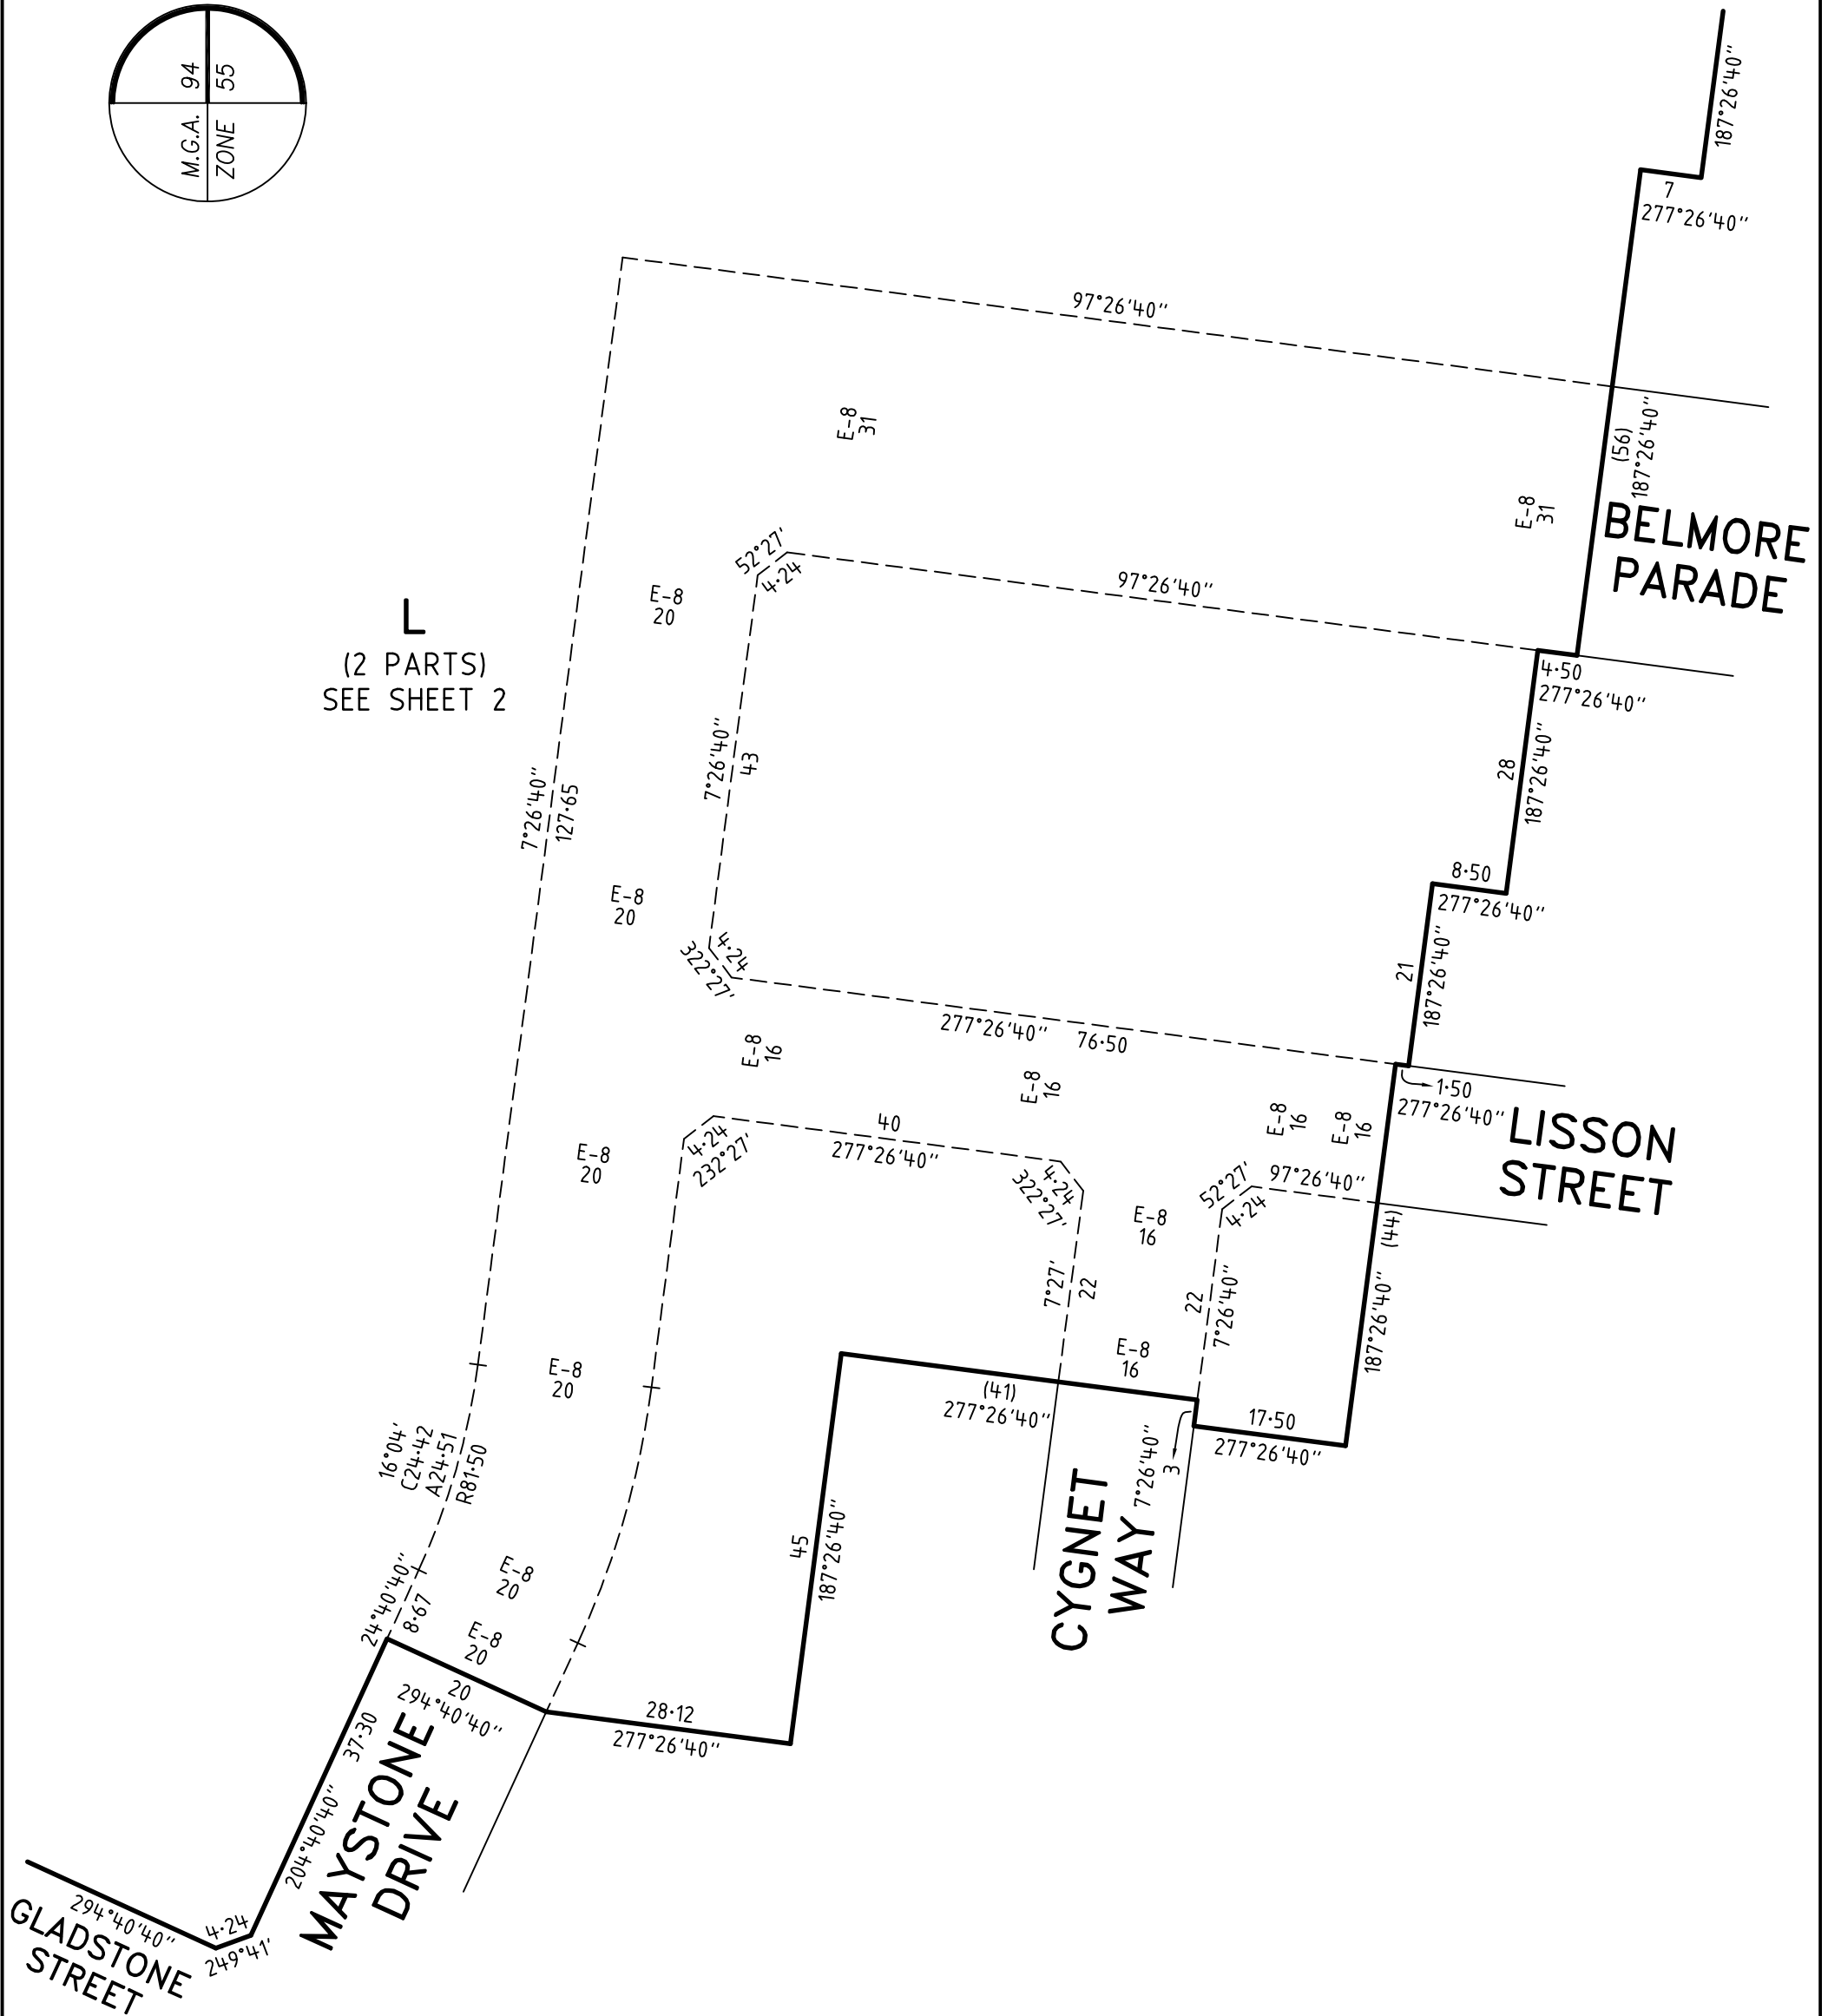 M.G.A. 94
ZONE 55
187°26'40"
7
277°26'40"
97°26'40"
(56)
187°26'40"
E-8
31
E-8
31
BELMORE
PARADE
52°27'
4·24
97°26'40"
E-8
20
L
(2 PARTS)
SEE SHEET 2
4·50
277°26'40"
7°26'40"
43
28
187°26'40"
7°26'40"
127·65
8·50
277°26'40"
E-8
20
4·24
322°27'
21
187°26'40"
277°26'40" 76·50
E-8
16
E-8
16
1·50
277°26'40"
LISSON
STREET
E-8
16
E-8
16
40
277°26'40"
4·24
232°27'
E-8
20
4·24
322°27'
52°27'
4·24
97°26'40"
E-8
16
(44)
187°26'40"
7°27'
22
22
7°26'40"
E-8
16
E-8
20
(41)
277°26'40"
17·50
277°26'40"
7°26'40"
3
16°04'
C24·42
A24·51
R81·50
CYGNET
WAY
45
187°26'40"
E-8
20
24°40'40"
8·67
E-8
20
20
294°40'40"
28·12
277°26'40"
37·30
204°40'40"
MAYSTONE
DRIVE
294°40'40"
4·24
249°41'
GLADSTONE
STREET